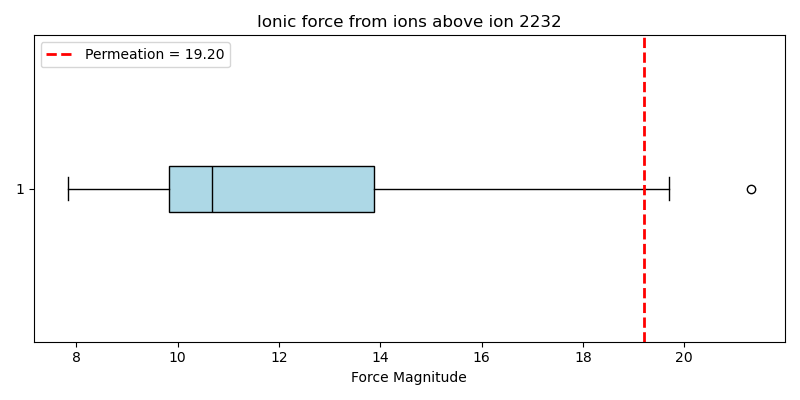 Ionic force from ions above ion 2232
Permeation = 19.20
1
8 10 12 14 16 18 20
Force Magnitude